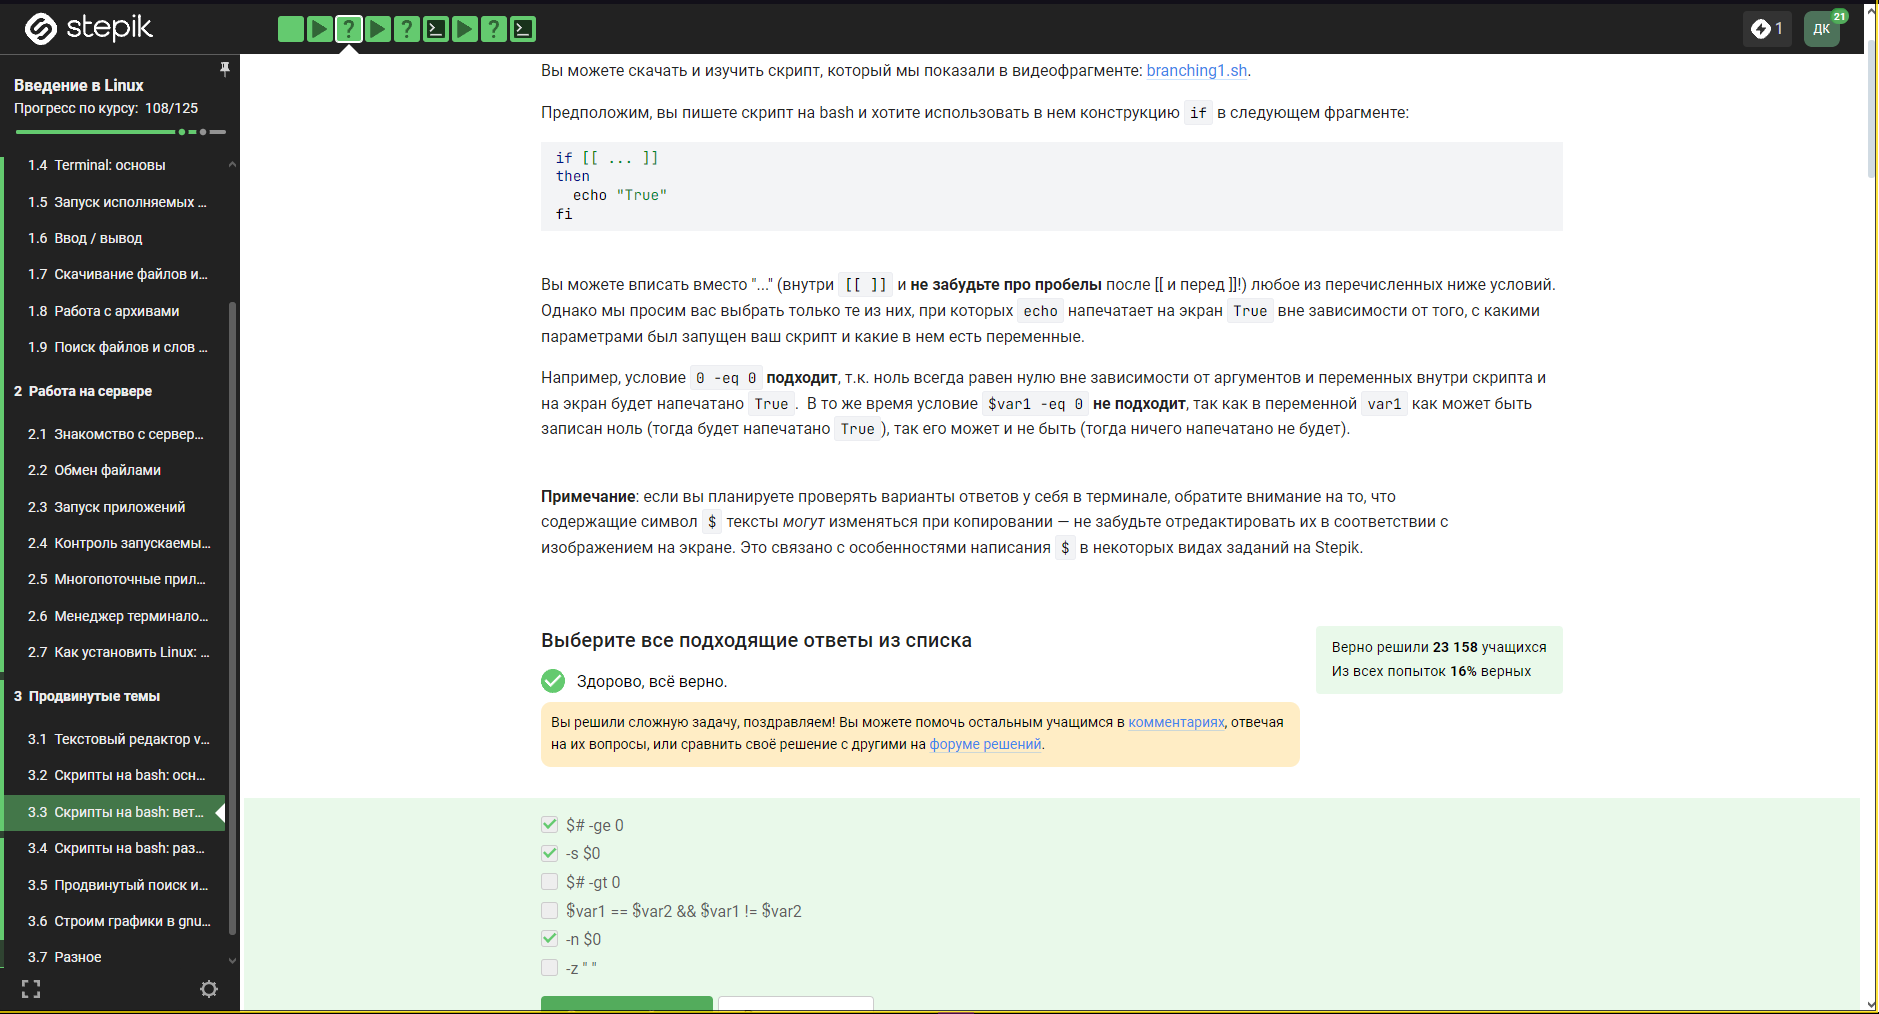 stepik
1
ДК
21
Введение в Linux
Прогресс по курсу: 108/125
1.4 Terminal: основы
1.5 Запуск исполняемых ...
1.6 Ввод / вывод
1.7 Скачивание файлов и...
1.8 Работа с архивами
1.9 Поиск файлов и слов ...
2 Работа на сервере
2.1 Знакомство с сервер...
2.2 Обмен файлами
2.3 Запуск приложений
2.4 Контроль запускаемы...
2.5 Многопоточные прил...
2.6 Менеджер терминало...
2.7 Как установить Linux: ...
3 Продвинутые темы
3.1 Текстовый редактор v...
3.2 Скрипты на bash: осн...
3.3 Скрипты на bash: вет...
3.4 Скрипты на bash: раз...
3.5 Продвинутый поиск и...
3.6 Строим графики в gnu...
3.7 Разное
Вы можете скачать и изучить скрипт, который мы показали в видеофрагменте: branching1.sh.
Предположим, вы пишете скрипт на bash и хотите использовать в нем конструкцию if в следующем фрагменте:
if [[ ... ]]
then
echo "True"
fi
Вы можете вписать вместо "..." (внутри [[ ]] и не забудьте про пробелы после [[ и перед ]]!) любое из перечисленных ниже условий.
Однако мы просим вас выбрать только те из них, при которых echo напечатает на экран True вне зависимости от того, с какими
параметрами был запущен ваш скрипт и какие в нем есть переменные.
Например, условие 0 -eq 0 подходит, т.к. ноль всегда равен нулю вне зависимости от аргументов и переменных внутри скрипта и
на экран будет напечатано True. В то же время условие $var1 -eq 0 не подходит, так как в переменной var1 как может быть
записан ноль (тогда будет напечатано True), так его может и не быть (тогда ничего напечатано не будет).
Примечание: если вы планируете проверять варианты ответов у себя в терминале, обратите внимание на то, что
содержащие символ $ тексты могут изменяться при копировании — не забудьте отредактировать их в соответствии с
изображением на экране. Это связано с особенностями написания $ в некоторых видах заданий на Stepik.
Выберите все подходящие ответы из списка
Верно решили 23 158 учащихся
Из всех попыток 16% верных
Здорово, всё верно.
Вы решили сложную задачу, поздравляем! Вы можете помочь остальным учащимся в комментариях, отвечая
на их вопросы, или сравнить своё решение с другими на форуме решений.
$# -ge 0
-s $0
$# -gt 0
$var1 == $var2 && $var1 != $var2
-n $0
-z " "